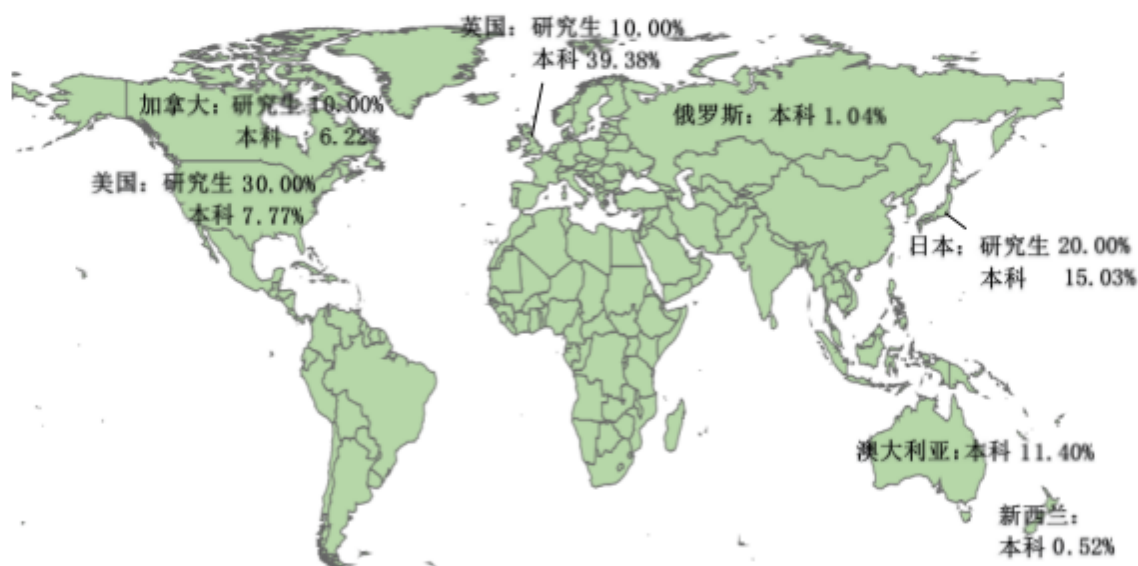 英国：研究生 10.00%
本科 39.38%
加拿大：研究生 10.00%
本科 6.22%
俄罗斯：本科 1.04%
美国：研究生 30.00%
本科 7.77%
日本：研究生 20.00%
本科 15.03%
澳大利亚：本科 11.40%
新西兰：
本科 0.52%